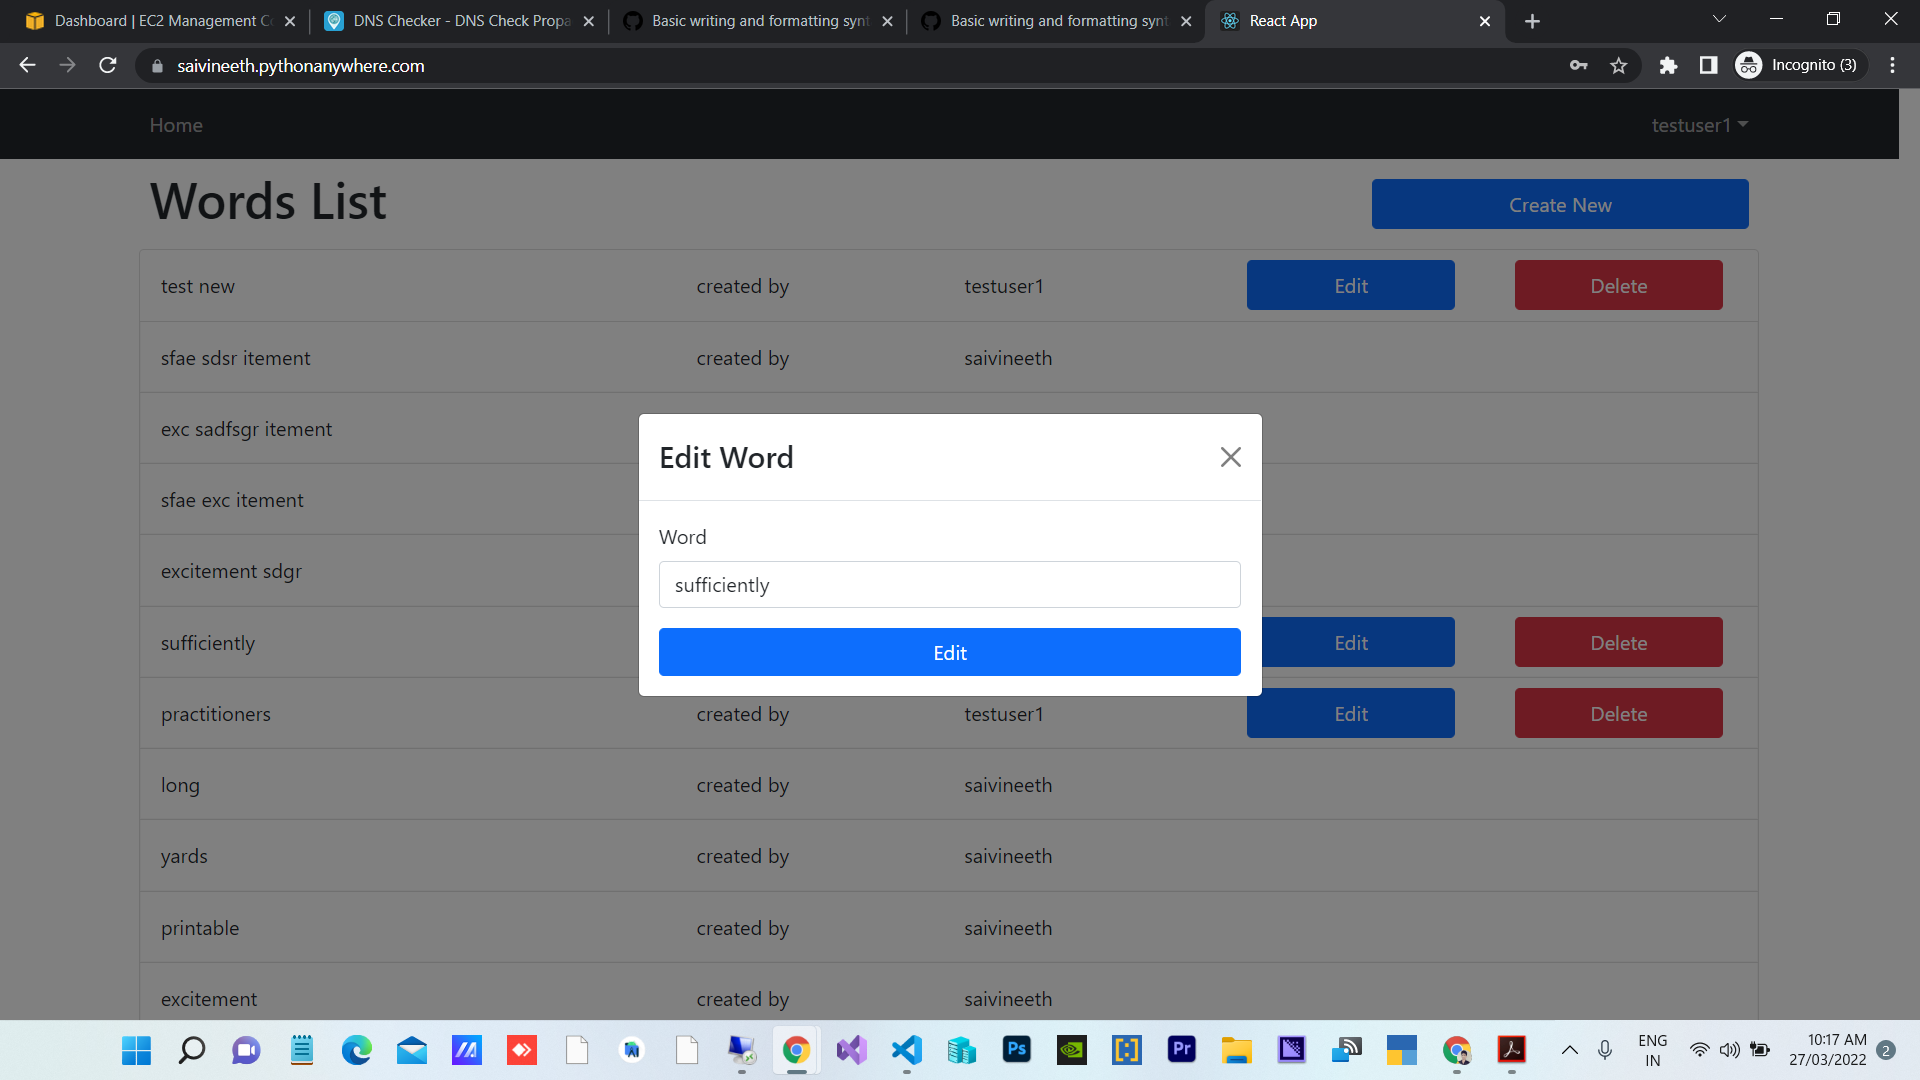 Dashboard | EC2 Management Co
DNS Checker - DNS Check Propa
Basic writing and formatting synt
Basic writing and formatting synt
React App
saivineeth.pythonanywhere.com
Incognito (3)
Home
testuser1
Words List
Create New
test new created by testuser1 Edit Delete
sfae sdsr itement created by saivineeth
exc sadfsgr itement
sfae exc itement
excitement sdgr
Edit Word
Word
sufficiently
Edit
sufficiently Edit Delete
practitioners created by testuser1 Edit Delete
long created by saivineeth
yards created by saivineeth
printable created by saivineeth
excitement created by saivineeth
Ps
Pr
ENG
IN
10:17 AM
27/03/2022
2